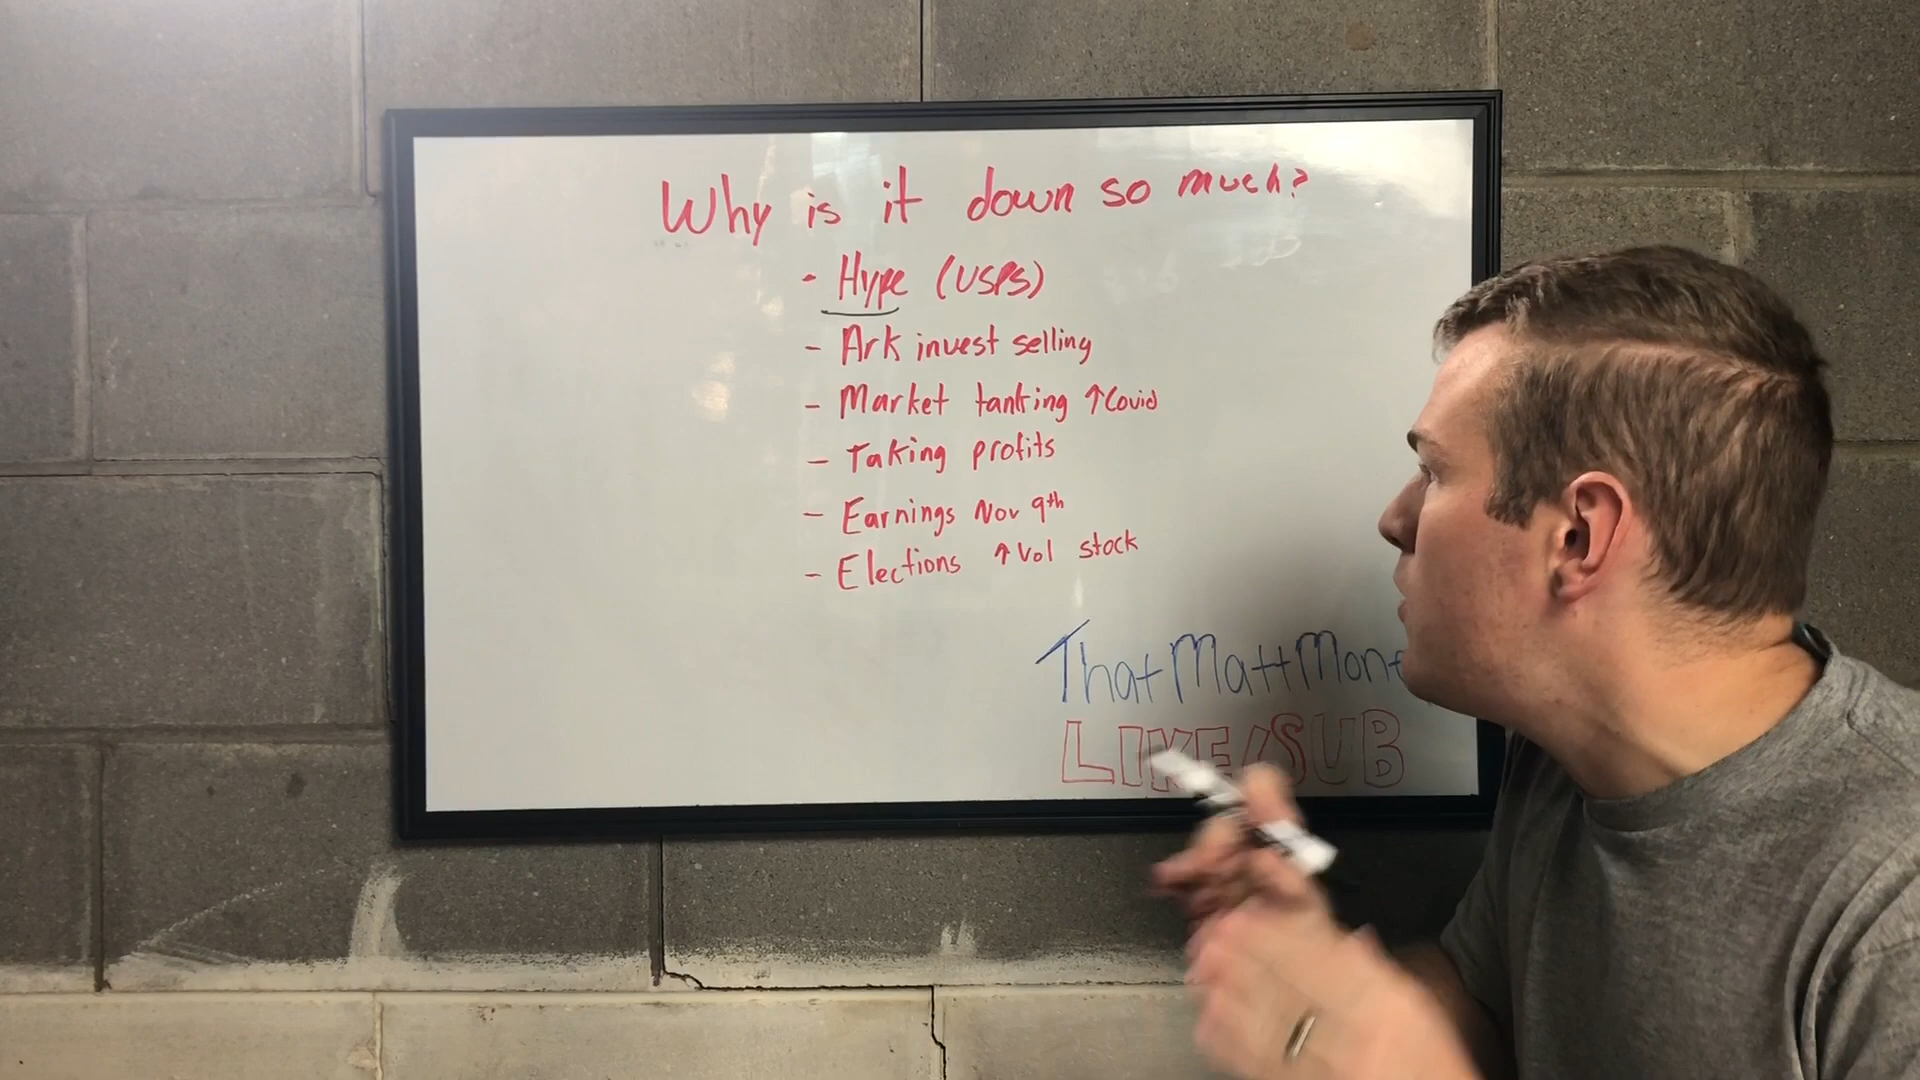 Why is it down so much?
- Hype (USPS)
- Ark invest selling
- Market tanking ↑Covid
- Taking profits
- Earnings Nov 9th
- Elections ↑Vol stock
ThatMattMone
LIKE/SUB